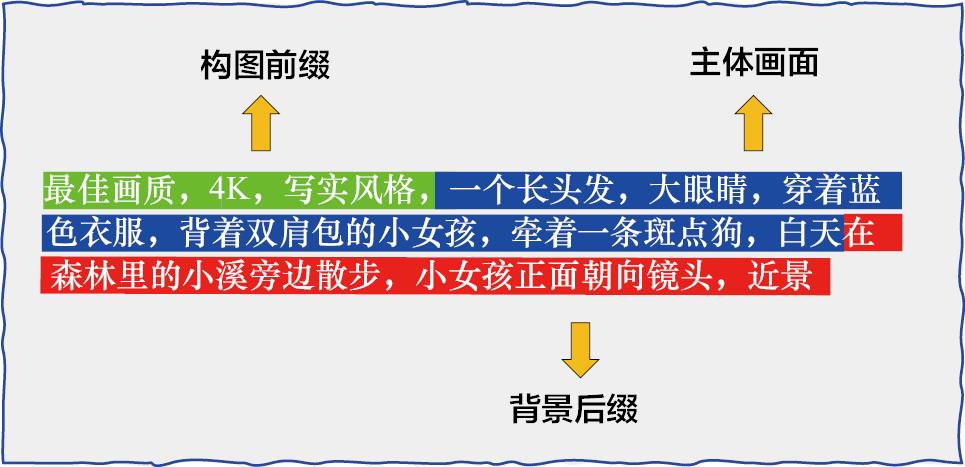 构图前缀
主体画面
最佳画质，4K，写实风格，一个长头发，大眼睛，穿着蓝
色衣服，背着双肩包的小女孩，牵着一条斑点狗，白天在
森林里的小溪旁边散步，小女孩正面朝向镜头，近景
背景后缀